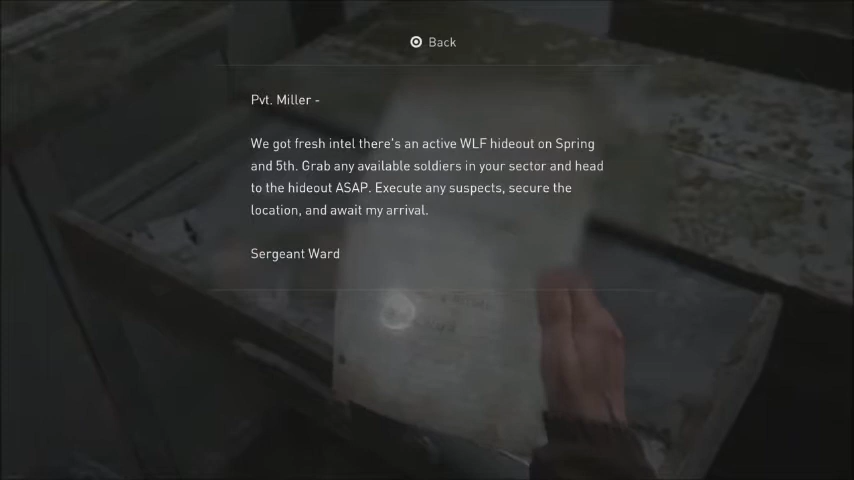 Back
Pvt. Miller -
We got fresh intel there's an active WLF hideout on Spring
and 5th. Grab any available soldiers in your sector and head
to the hideout ASAP. Execute any suspects, secure the
location, and await my arrival.
Sergeant Ward